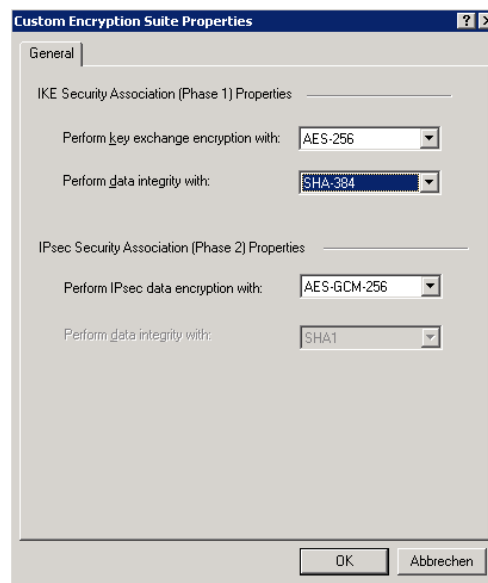 Custom Encryption Suite Properties
General
IKE Security Association (Phase 1) Properties
Perform key exchange encryption with: AES-256
Perform data integrity with: SHA-384
IPsec Security Association (Phase 2) Properties
Perform IPsec data encryption with: AES-GCM-256
Perform data integrity with: SHA1
OK Abbrechen